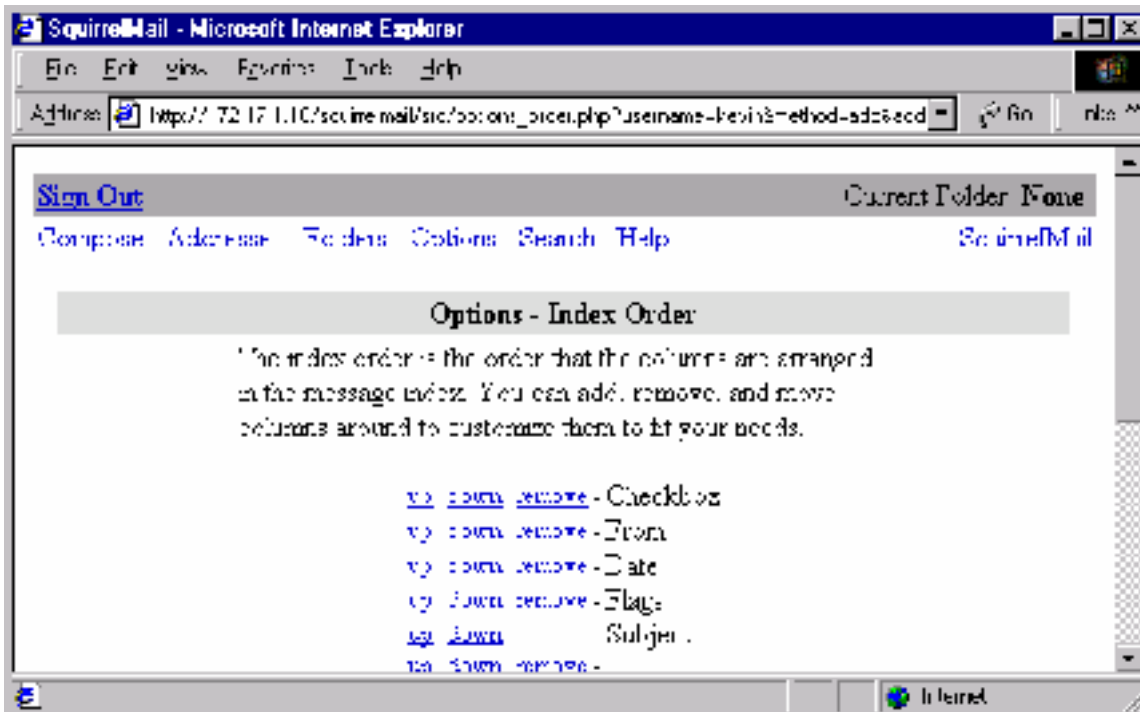 SquirrelMail - Microsoft Internet Explorer
File Edit View Favorites Tools Help
Address Go
Sign Out Current Folder None
Compose Addresses Folders Options Search Help SquirrelMail
Options - Index Order
The index order is the order that the columns are arranged
in the message index. You can add, remove, and move
columns around to customize them to fit your needs.
up down remove - Checkbox
up down remove - From
up down remove - Date
up down remove - Flags
up down Subject
up down remove -
Internet